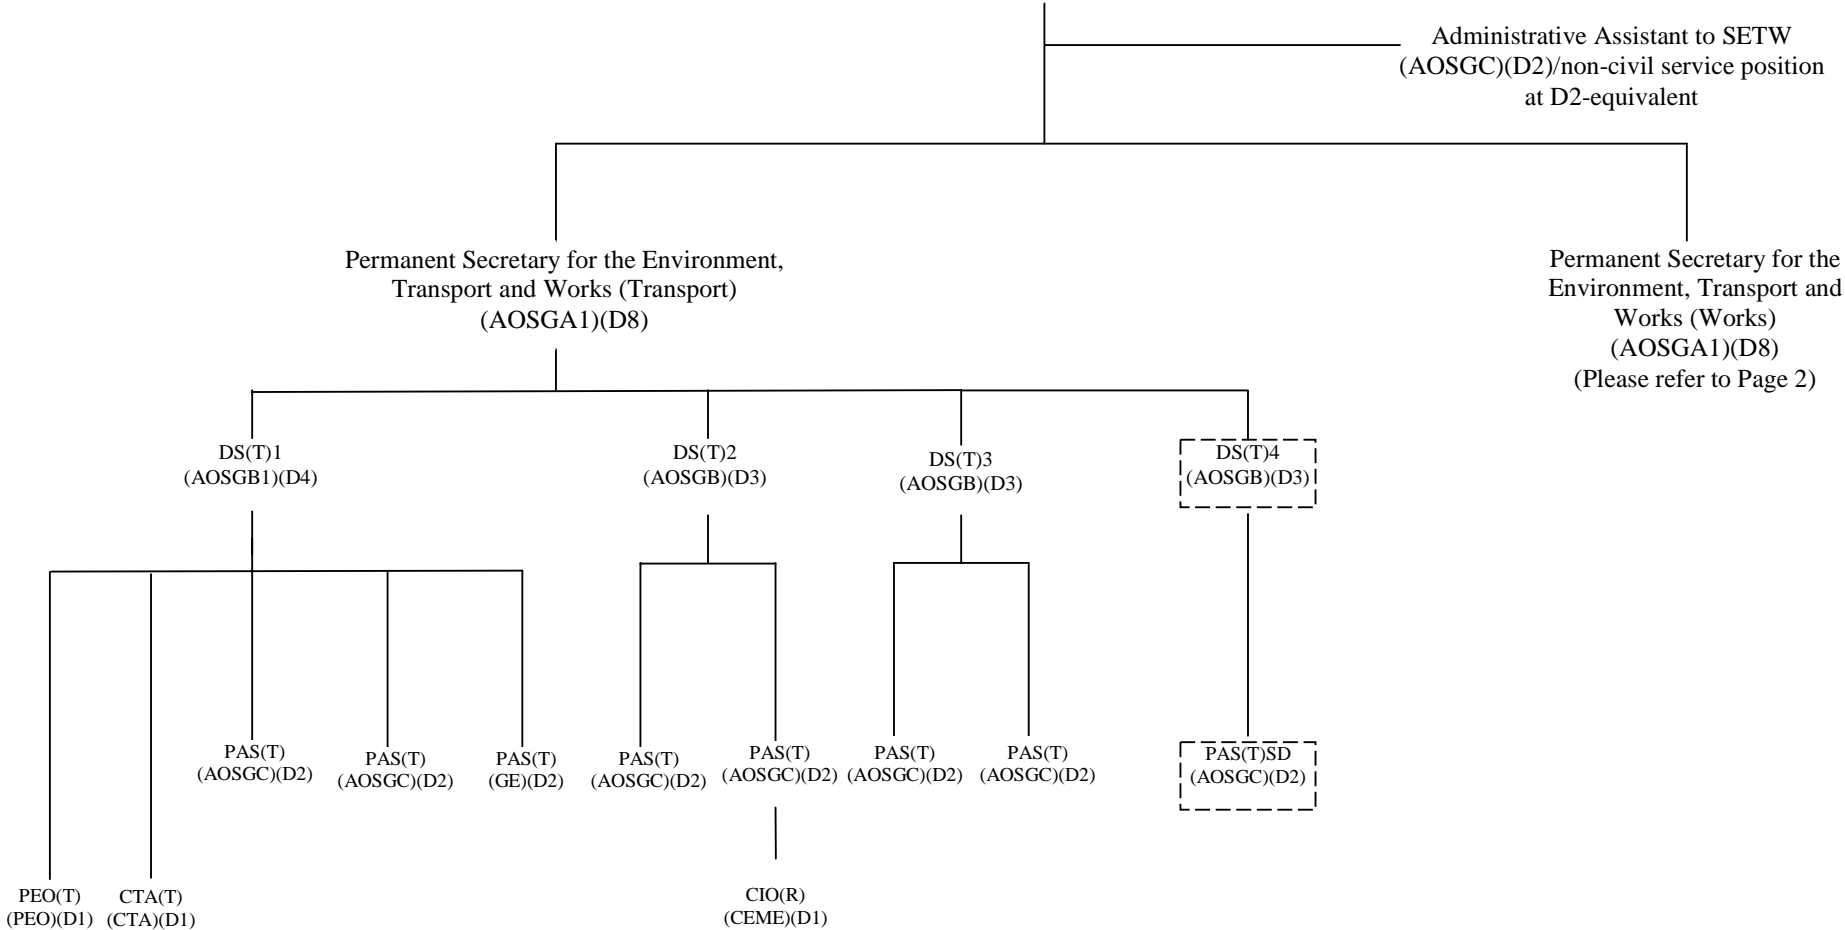 Administrative Assistant to SETW
(AOSGC)(D2)/non-civil service position
at D2-equivalent
Permanent Secretary for the Environment,
Transport and Works (Transport)
(AOSGA1)(D8)
Permanent Secretary for the
Environment, Transport and
Works (Works)
(AOSGA1)(D8)
(Please refer to Page 2)
DS(T)1
(AOSGB1)(D4)
DS(T)2
(AOSGB)(D3)
DS(T)3
(AOSGB)(D3)
DS(T)4
(AOSGB)(D3)
PAS(T)
(AOSGC)(D2)
PAS(T)
(AOSGC)(D2)
PAS(T)
(GE)(D2)
PAS(T)
(AOSGC)(D2)
PAS(T)
(AOSGC)(D2)
PAS(T)
(AOSGC)(D2)
PAS(T)
(AOSGC)(D2)
PAS(T)SD
(AOSGC)(D2)
PEO(T)
(PEO)(D1)
CTA(T)
(CTA)(D1)
CIO(R)
(CEME)(D1)